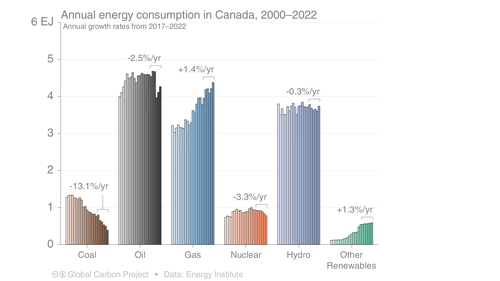 Annual energy consumption in Canada, 2000–2022
6 EJ
Annual growth rates from 2017–2022
-2.5%/yr
5
+1.4%/yr
4
-0.3%/yr
3
2
-13.1%/yr
-3.3%/yr
1
+1.3%/yr
0
Coal Oil Gas Nuclear Hydro Other
Renewables
Global Carbon Project • Data: Energy Institute